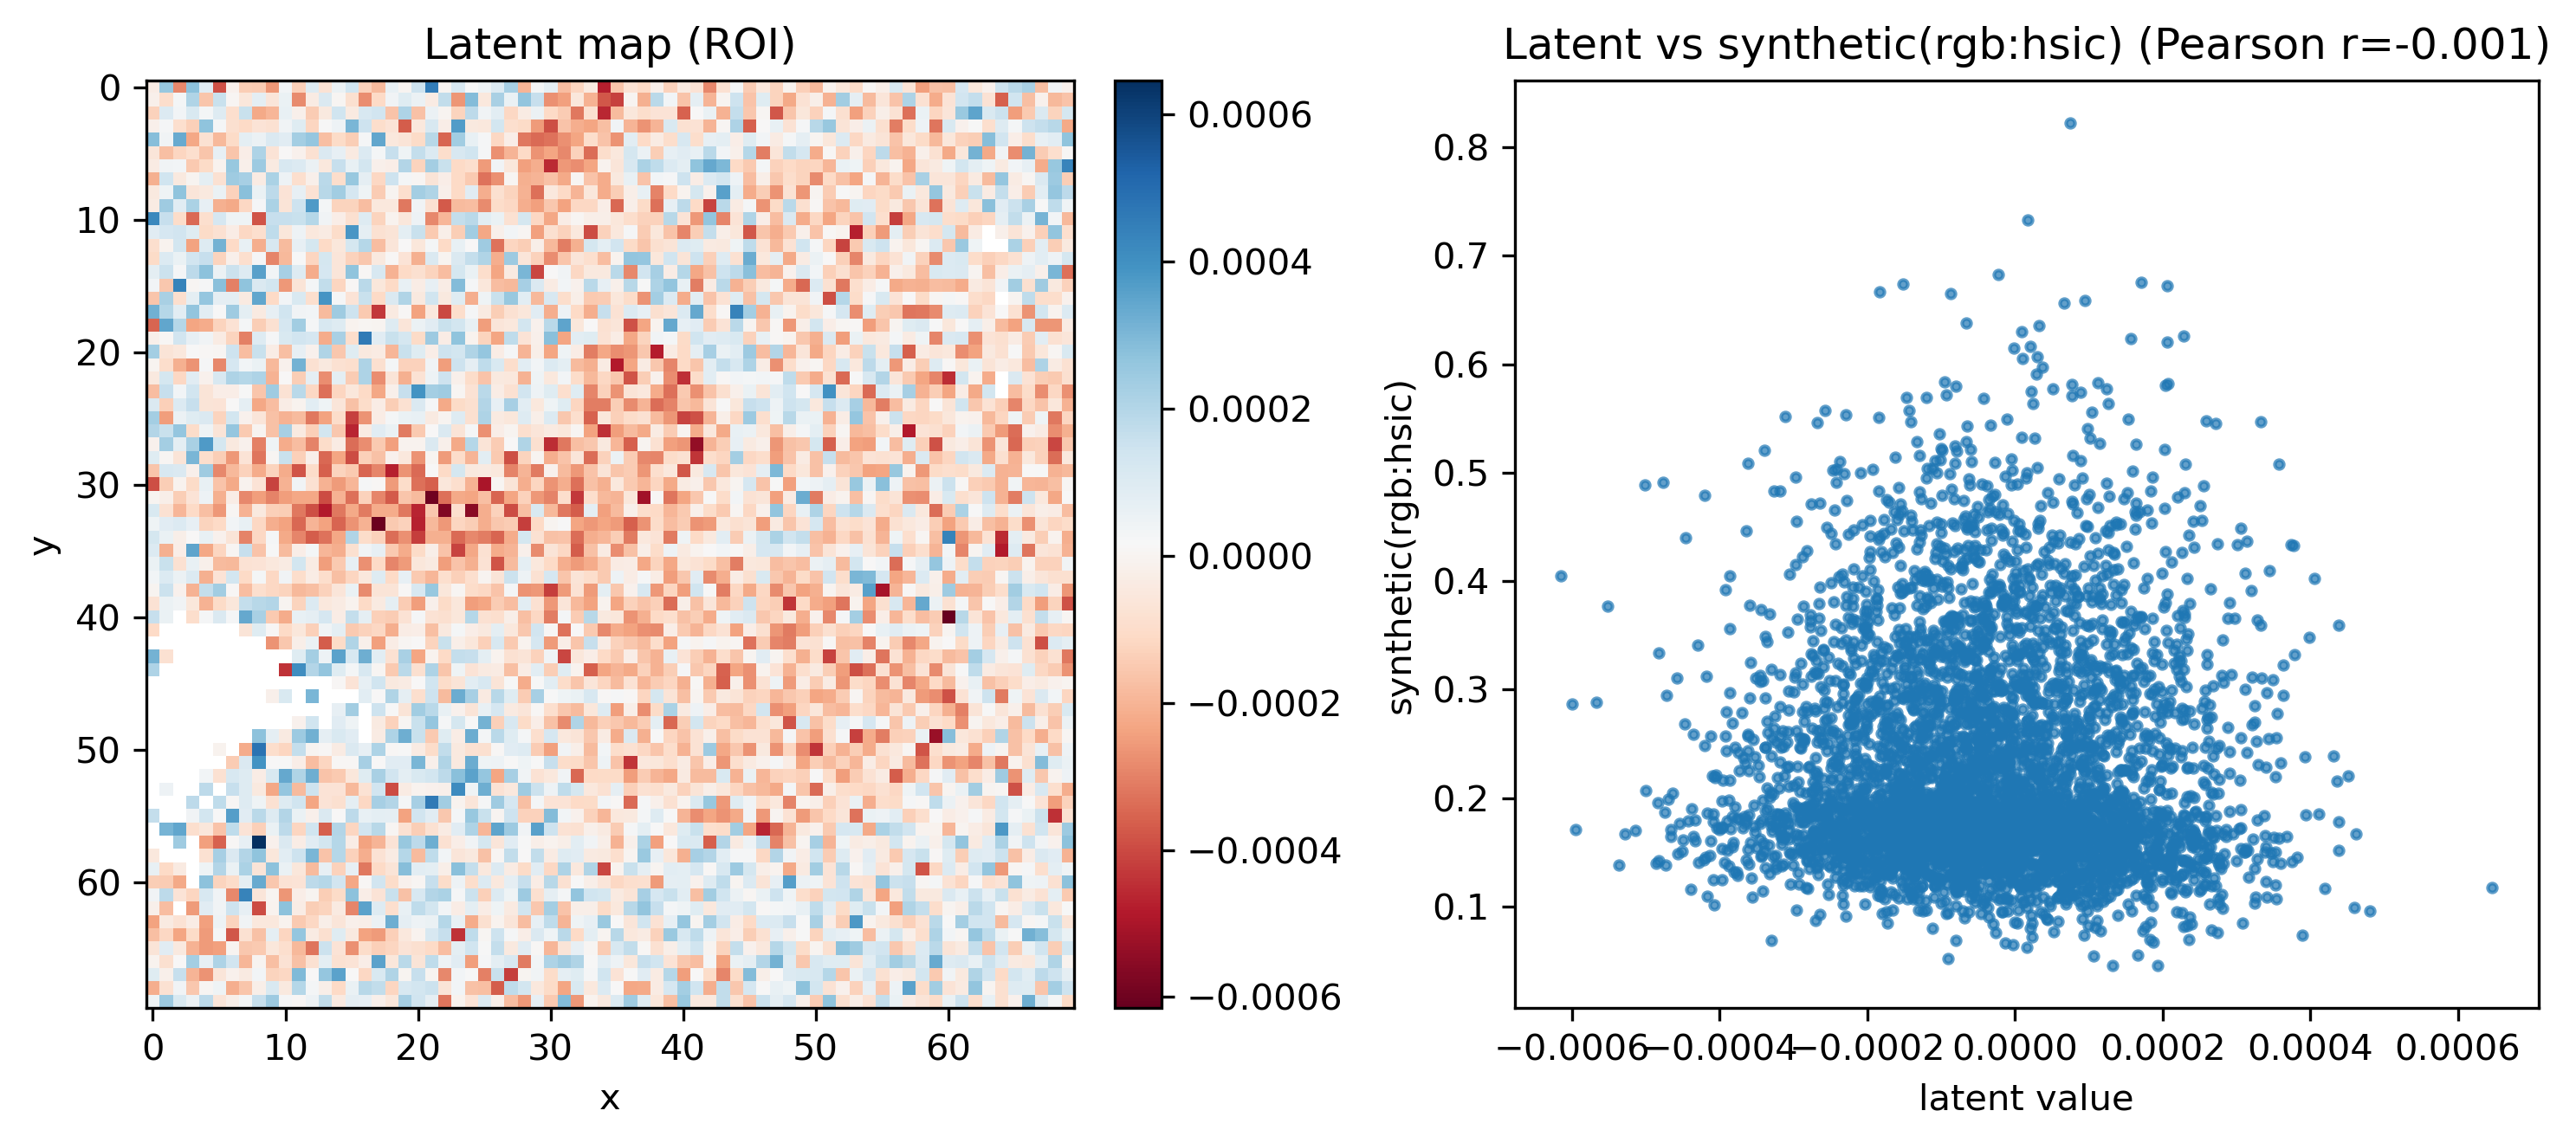 Latent map (ROI)
0
10
20
30
40
50
60
y
0 10 20 30 40 50 60
x
0.0006
0.0004
0.0002
0.0000
−0.0002
−0.0004
−0.0006
Latent vs synthetic(rgb:hsic) (Pearson r=-0.001)
0.8
0.7
0.6
0.5
0.4
0.3
0.2
0.1
synthetic(rgb:hsic)
−0.0006 −0.0004 −0.0002 0.0000 0.0002 0.0004 0.0006
latent value